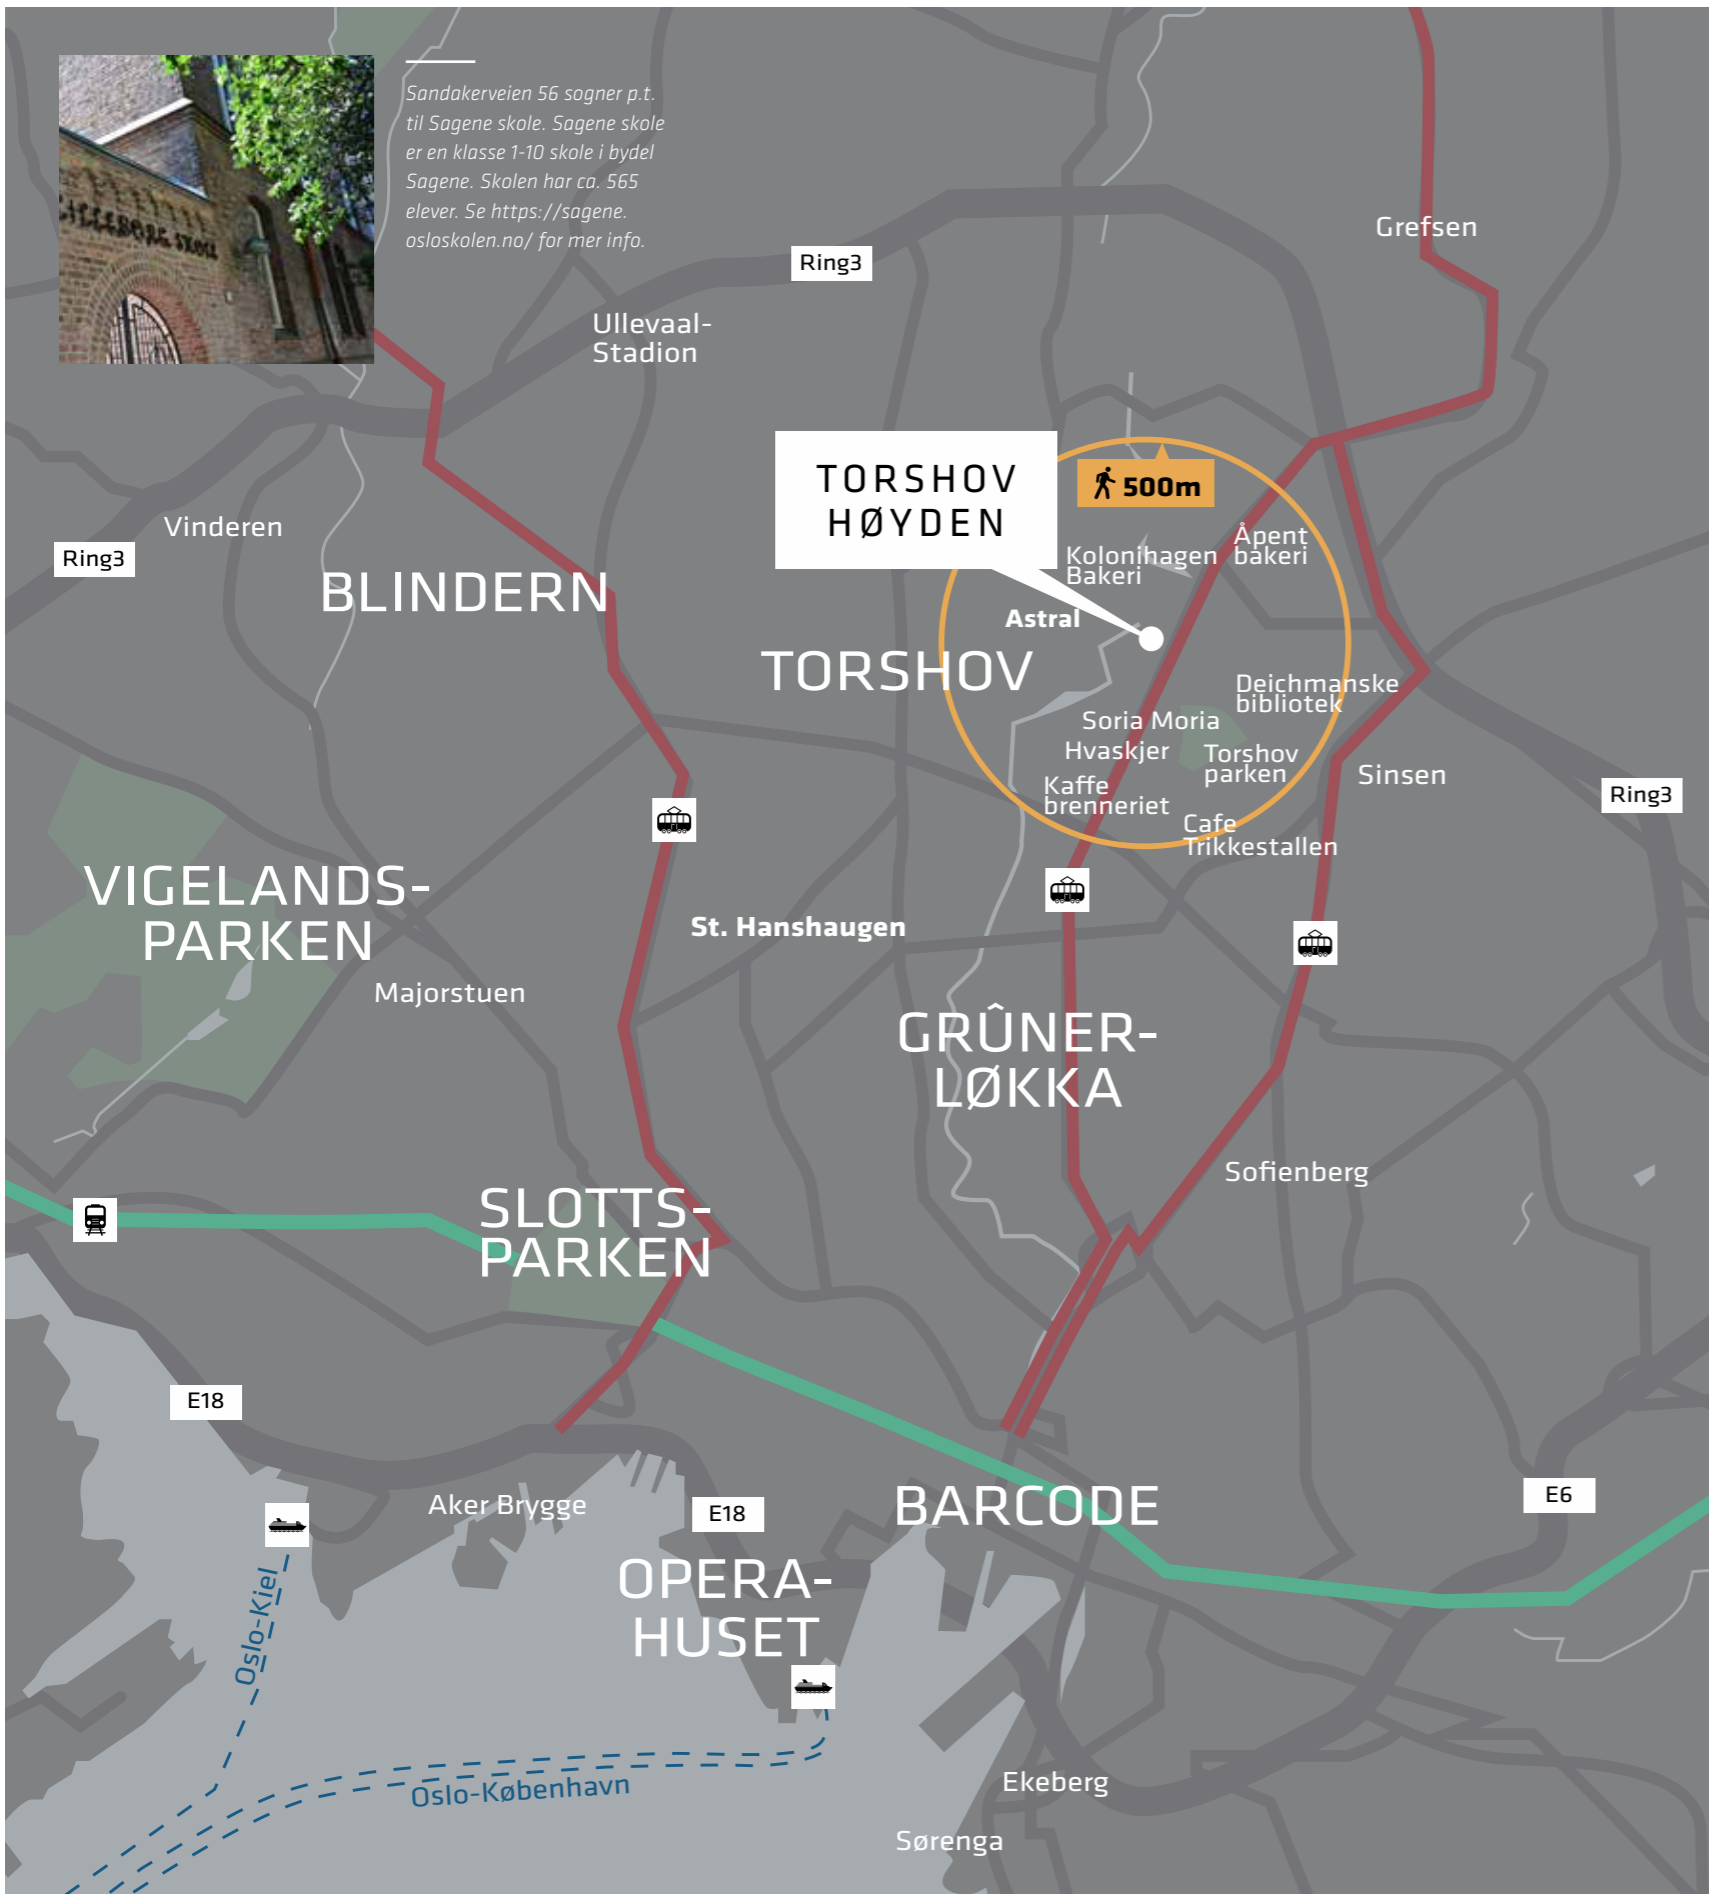 Sandakerveien 56 sogner p.t.
til Sagene skole. Sagene skole
er en klasse 1-10 skole i bydel
Sagene. Skolen har ca. 565
elever. Se https://sagene.
osloskolen.no/ for mer info.
LILLEBORG SKOLE
Grefsen
Ring3
Ullevaal-
Stadion
TORSHOV
HØYDEN
500m
Vinderen
Ring3
Åpent
bakeri
Kolonihagen
Bakeri
BLINDERN
Astral
TORSHOV
Deichmanske
bibliotek
Soria Moria
Hvaskjer
Torshov
parken
Sinsen
Kaffe
brenneriet
Ring3
Cafe
Trikkestallen
VIGELANDS-
PARKEN
St. Hanshaugen
Majorstuen
GRÛNER-
LØKKA
Sofienberg
SLOTTS-
PARKEN
E18
Aker Brygge
E18
BARCODE
E6
OPERA-
HUSET
Oslo-Kiel
Oslo-København
Ekeberg
Sørenga